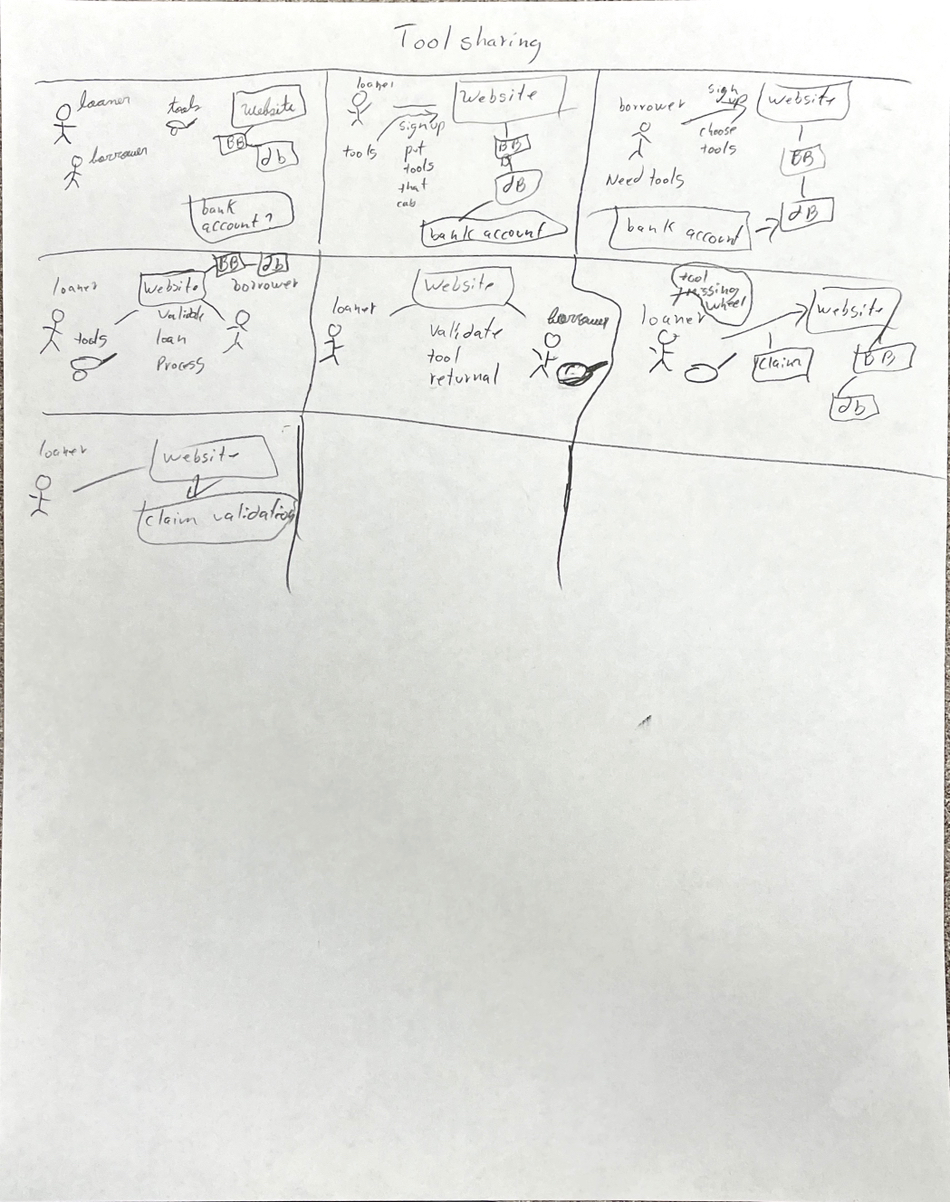 Tool sharing
loaner
tools
website
BB
db
borrower
bank
account?
loaner
website
sign up
tools
put
tools
that
BB
dB
bank account
borrower
sign
up
website
choose
tools
BB
Need tools
dB
bank account
loaner
website
BB
db
borrower
validate
tools
loan
Process
loaner
website
borrower
validate
tool
returnal
tool
wheel
loaner
website
claim
BB
db
loaner
website
claim validation